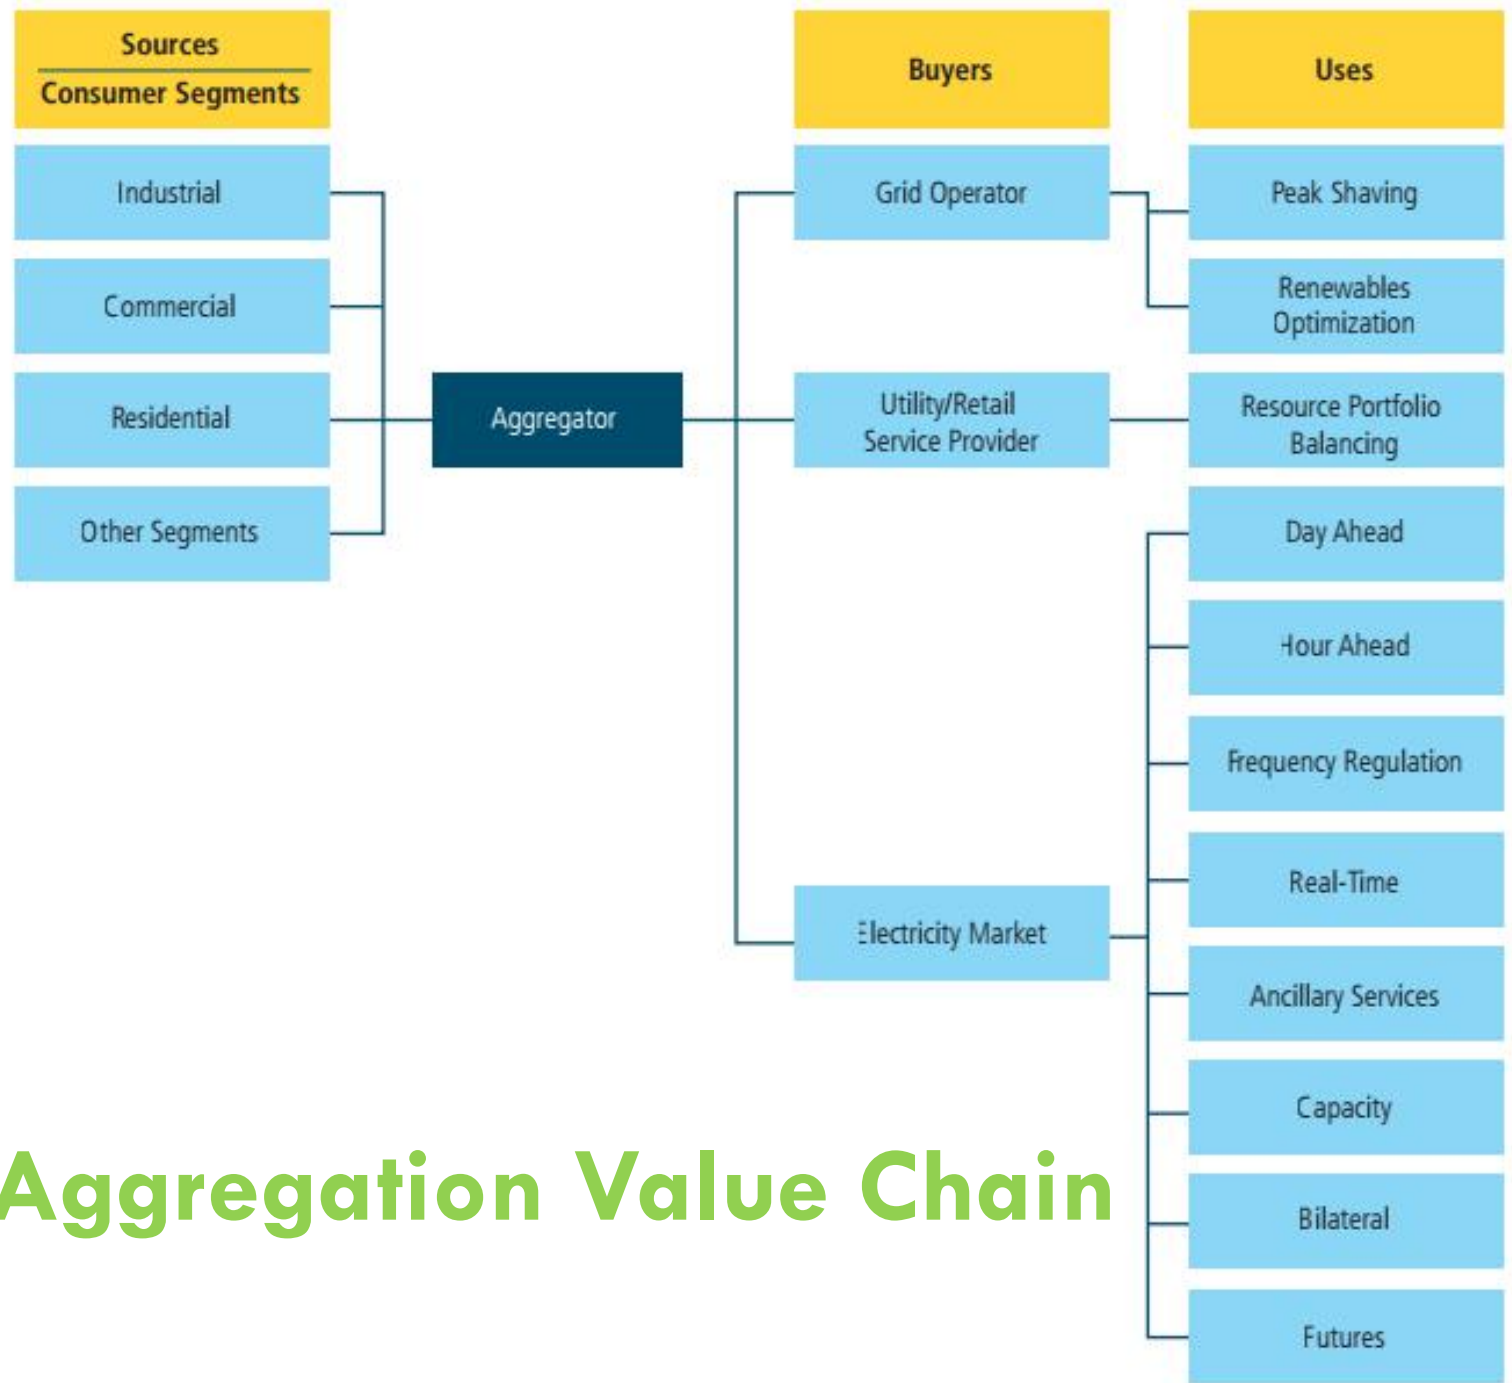 Sources
Consumer Segments
Industrial
Commercial
Residential
Other Segments
Aggregator
Buyers
Grid Operator
Utility/Retail
Service Provider
Electricity Market
Uses
Peak Shaving
Renewables
Optimization
Resource Portfolio
Balancing
Day Ahead
Hour Ahead
Frequency Regulation
Real-Time
Ancillary Services
Capacity
Bilateral
Futures
Aggregation Value Chain